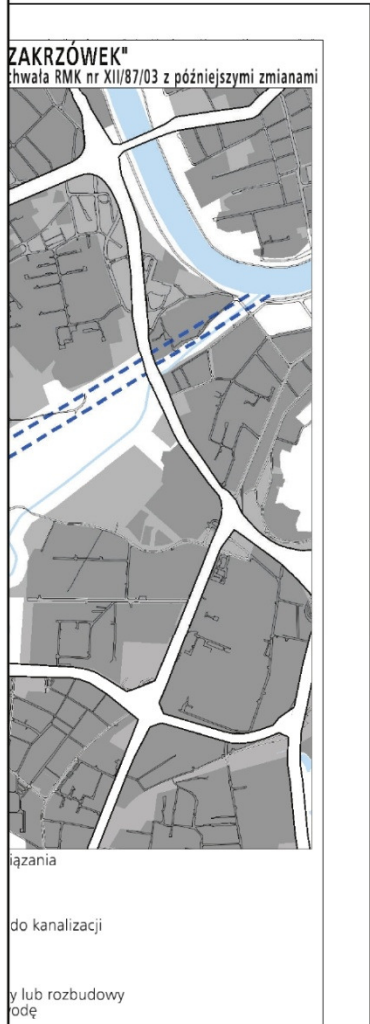 ZAKRZÓWEK"
chwała RMK nr XII/87/03 z późniejszymi zmianami
iązania
do kanalizacji
y lub rozbudowy
odę